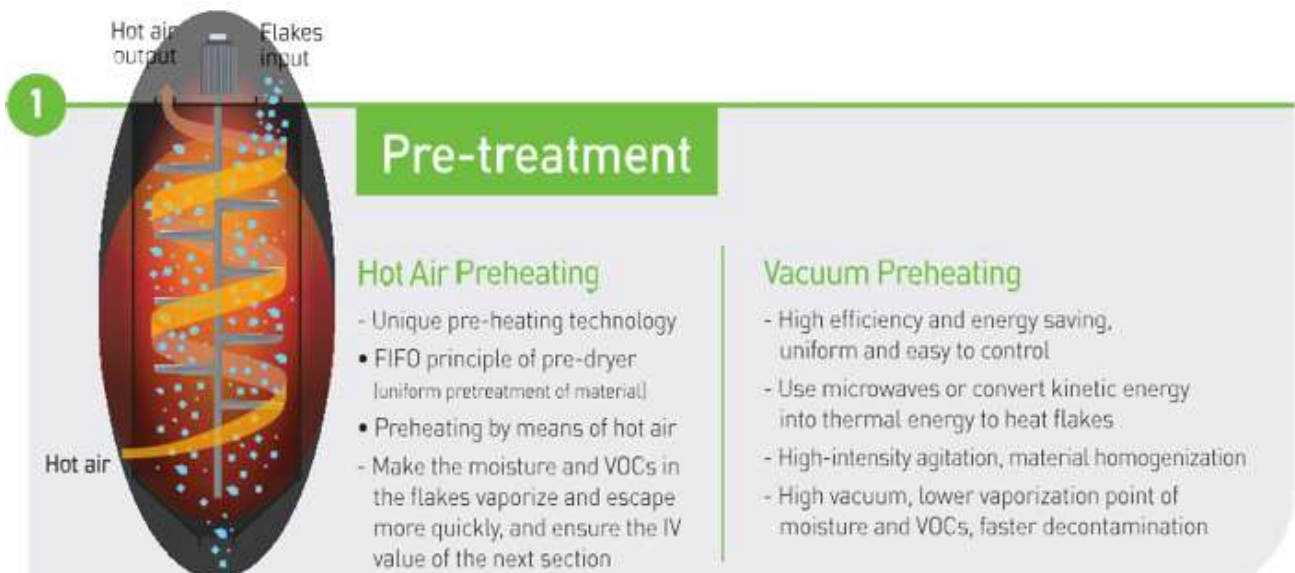 Hot air
output
Flakes
input
1
Pre-treatment
Hot Air Preheating
- Unique pre-heating technology
• FIFO principle of pre-dryer
(uniform pretreatment of material)
• Preheating by means of hot air
- Make the moisture and VOCs in
the flakes vaporize and escape
more quickly, and ensure the IV
value of the next section
Hot air
Vacuum Preheating
- High efficiency and energy saving,
uniform and easy to control
- Use microwaves or convert kinetic energy
into thermal energy to heat flakes
- High-intensity agitation, material homogenization
- High vacuum, lower vaporization point of
moisture and VOCs, faster decontamination